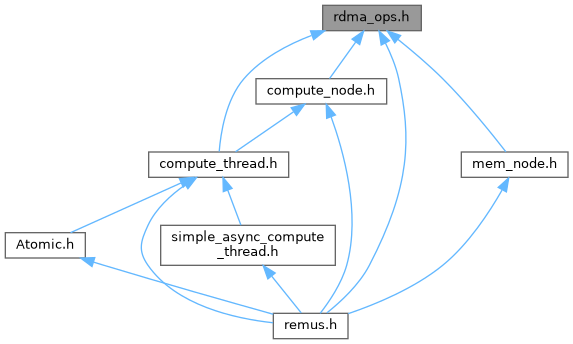 rdma_ops.h
compute_node.h
compute_thread.h
mem_node.h
Atomic.h
simple_async_compute
_thread.h
remus.h